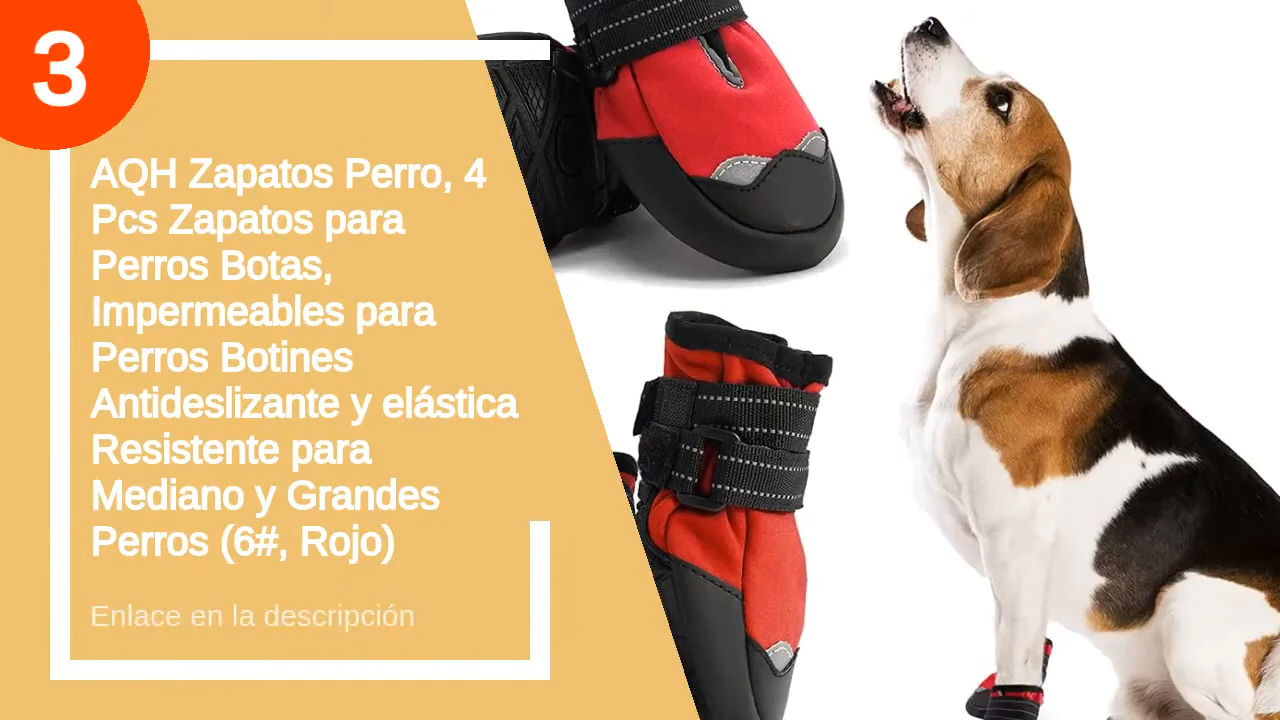 3
AQH Zapatos Perro, 4
Pcs Zapatos para
Perros Botas,
Impermeables para
Perros Botines
Antideslizante y elástica
Resistente para
Mediano y Grandes
Perros (6#, Rojo)
Enlace en la descripción